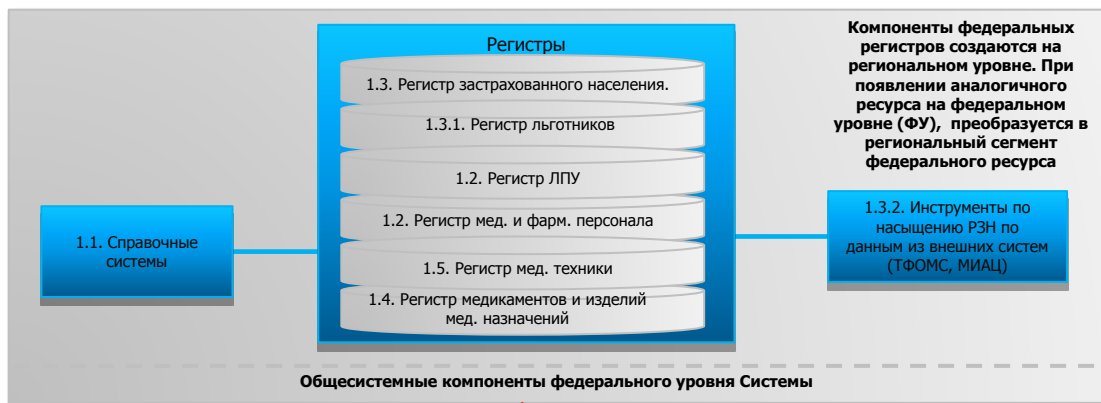 Компоненты федеральных
регистров создаются на
региональном уровне. При
появлении аналогичного
ресурса на федеральном
уровне (ФУ), преобразуется в
региональный сегмент
федерального ресурса
Регистры
1.3. Регистр застрахованного населения.
1.3.1. Регистр льготников
1.2. Регистр ЛПУ
1.2. Регистр мед. и фарм. персонала
1.5. Регистр мед. техники
1.4. Регистр медикаментов и изделий
мед. назначений
1.1. Справочные
системы
1.3.2. Инструменты по
насыщению РЗН по
данным из внешних систем
(ТФОМС, МИАЦ)
Общесистемные компоненты федерального уровня Системы